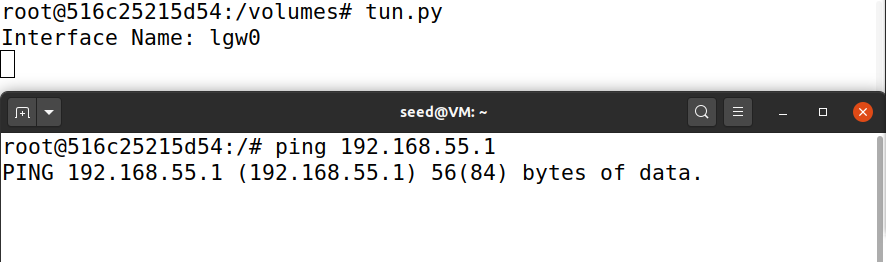 root@516c25215d54:/volumes# tun.py
Interface Name: lgw0
seed@VM: ~
root@516c25215d54:/# ping 192.168.55.1
PING 192.168.55.1 (192.168.55.1) 56(84) bytes of data.